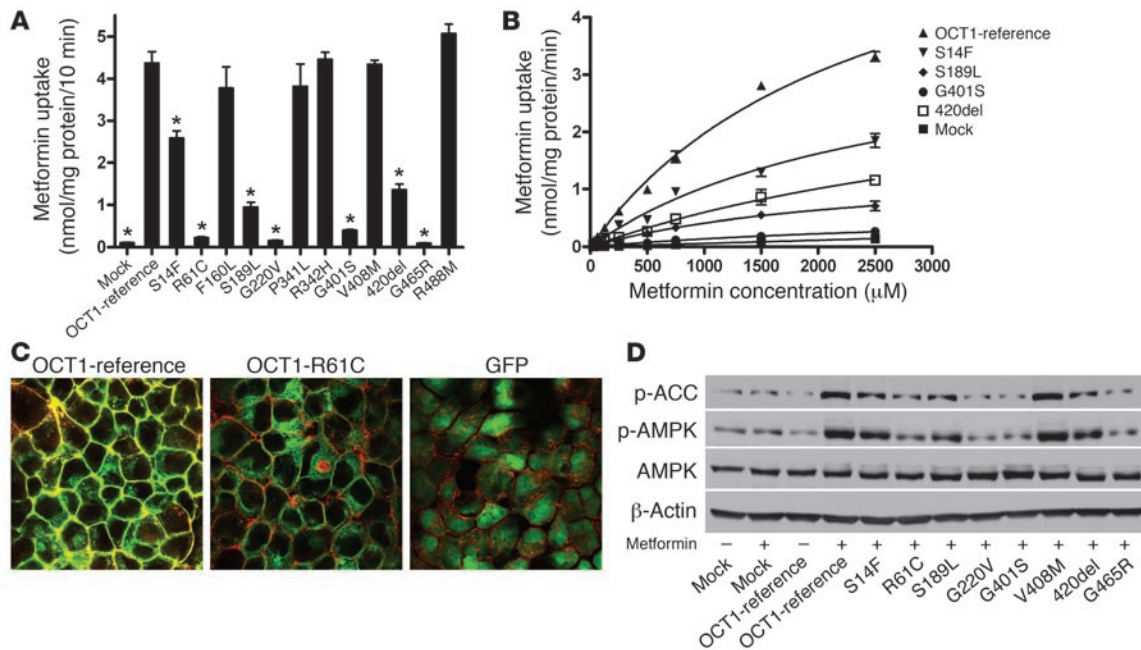 A
Metformin uptake
(nmol/mg protein/10 min)
5
4
3
2
1
0
*
*
*
*
*
*
*
*
Mock
OCT1-reference
S14F
R61C
F160L
S189L
G220V
P341L
R342H
G401S
V408M
420del
G465R
R488M
B
Metformin uptake
(nmol/mg protein/min)
4
3
2
1
0
0
500
1000
1500
2000
2500
3000
Metformin concentration (μM)
OCT1-reference
S14F
S189L
G401S
420del
Mock
C
OCT1-reference
OCT1-R61C
GFP
D
p-ACC
p-AMPK
AMPK
β-Actin
Metformin – + – + + + + + + + + +
Mock
Mock
OCT1-reference
OCT1-reference
S14F
R61C
S189L
G220V
G401S
V408M
420del
G465R